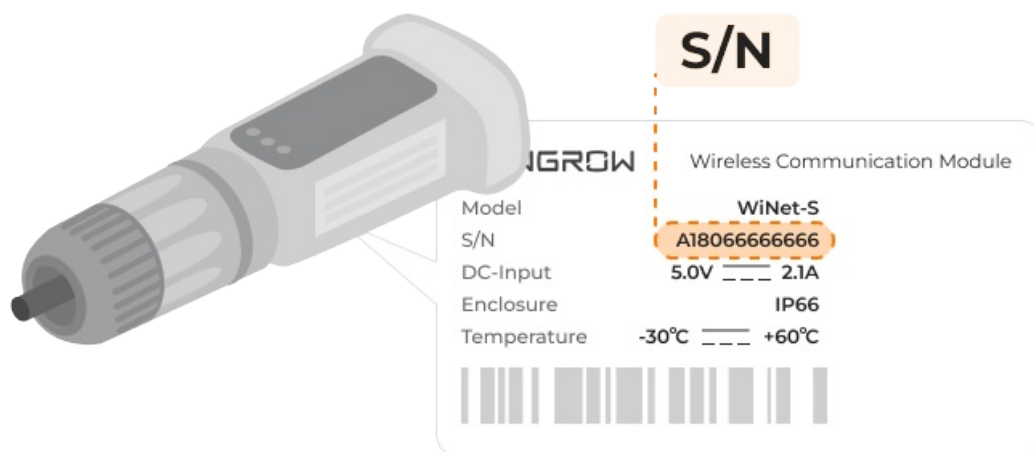 S/N
NGROW Wireless Communication Module
Model WiNet-S
S/N A18066666666
DC-Input 5.0V 2.1A
Enclosure IP66
Temperature -30°C +60°C